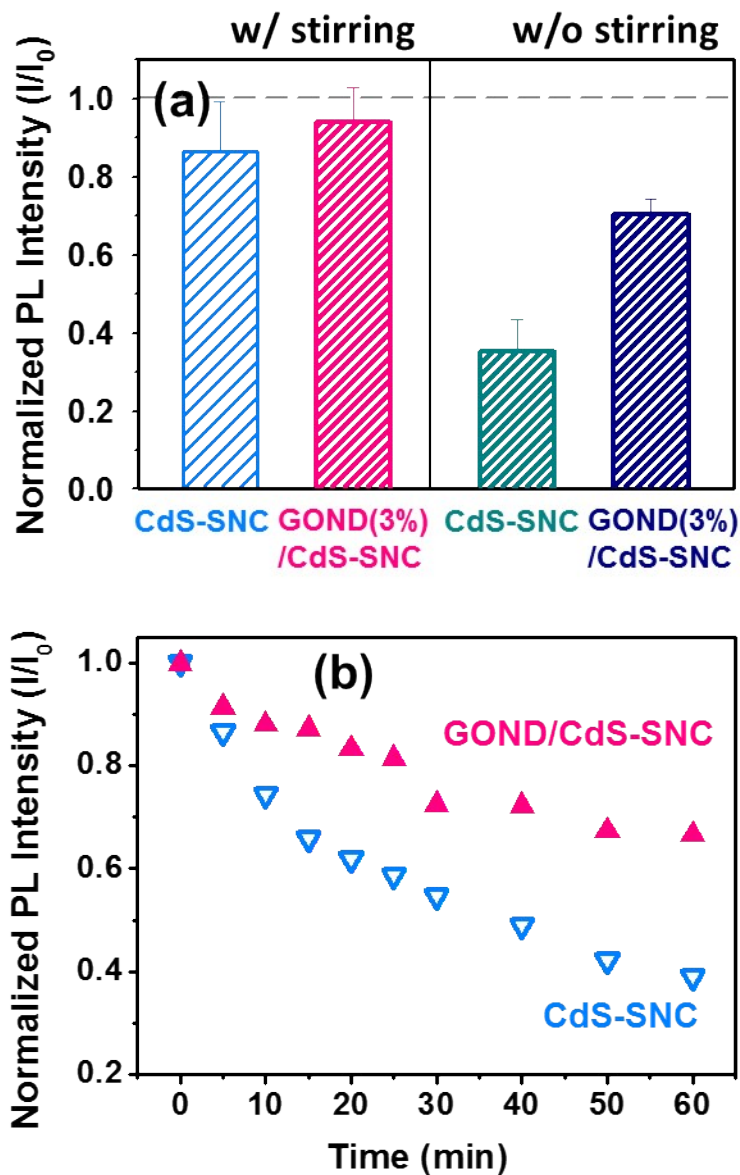 w/ stirring w/o stirring
(a)
Normalized PL Intensity (I/I₀)
1.0
0.8
0.6
0.4
0.2
0.0
CdS-SNC GOND(3%) CdS-SNC GOND(3%)
/CdS-SNC /CdS-SNC
(b)
Normalized PL Intensity (I/I₀)
1.0
0.8
0.6
0.4
0.2
GOND/CdS-SNC
CdS-SNC
0 10 20 30 40 50 60
Time (min)